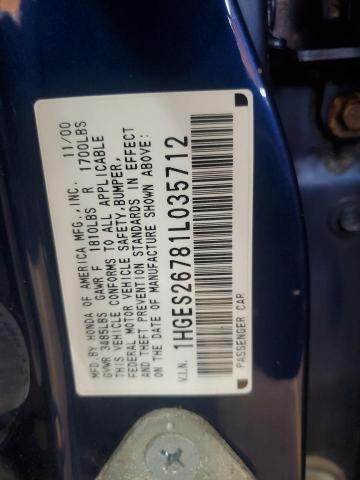 MFD. BY HONDA OF AMERICA MFG., INC. 11/00
GVWR 3485LBS GAWR F 1810LBS R 1700LBS
THIS VEHICLE CONFORMS TO ALL APPLICABLE
FEDERAL MOTOR VEHICLE SAFETY, BUMPER,
AND THEFT PREVENTION STANDARDS IN EFFECT
ON THE DATE OF MANUFACTURE SHOWN ABOVE:
V.I.N. 1HGES26781L035712
PASSENGER CAR